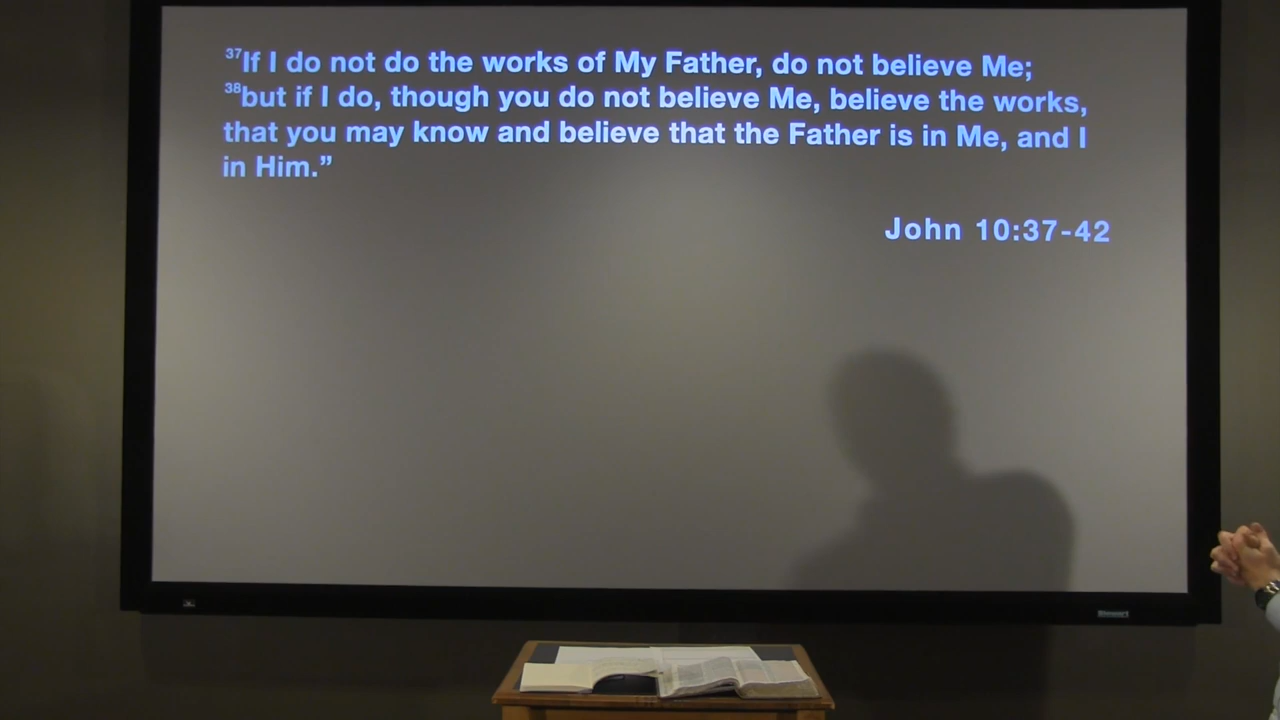 ³⁷If I do not do the works of My Father, do not believe Me;
³⁸but if I do, though you do not believe Me, believe the works,
that you may know and believe that the Father is in Me, and I
in Him.”
John 10:37-42